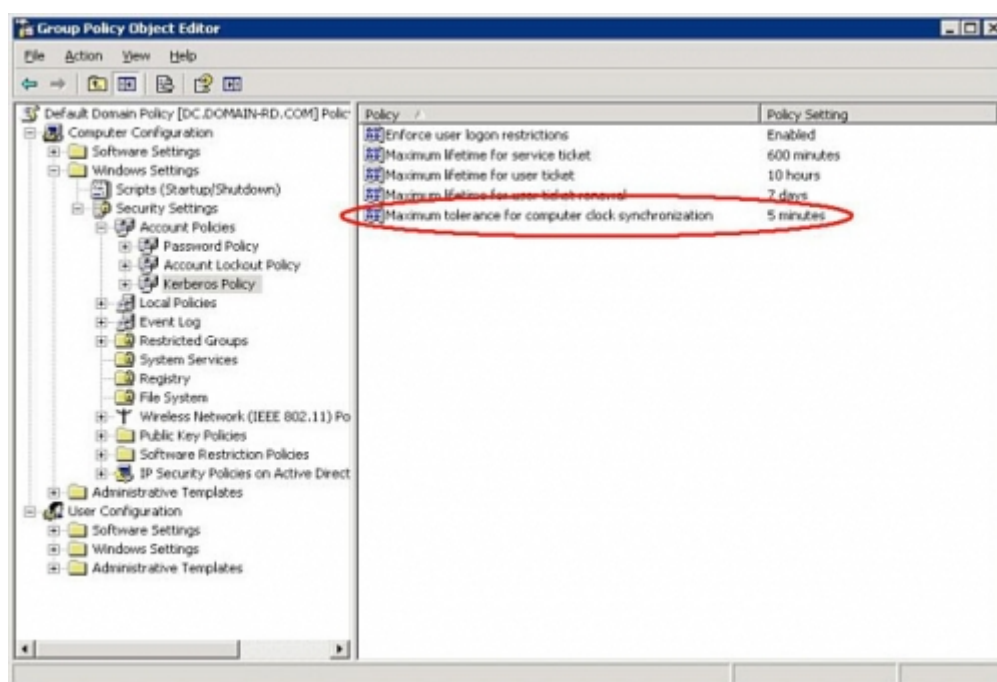 Group Policy Object Editor
File Action View Help
Default Domain Policy [DC.DOMAIN-RD.COM] Polic
Computer Configuration
Software Settings
Windows Settings
Scripts (Startup/Shutdown)
Security Settings
Account Policies
Password Policy
Account Lockout Policy
Kerberos Policy
Local Policies
Event Log
Restricted Groups
System Services
Registry
File System
Wireless Network (IEEE 802.11) Po
Public Key Policies
Software Restriction Policies
IP Security Policies on Active Direct
Administrative Templates
User Configuration
Software Settings
Windows Settings
Administrative Templates
Policy Policy Setting
Enforce user logon restrictions Enabled
Maximum lifetime for service ticket 600 minutes
Maximum lifetime for user ticket 10 hours
Maximum lifetime for user ticket renewal 7 days
Maximum tolerance for computer clock synchronization 5 minutes